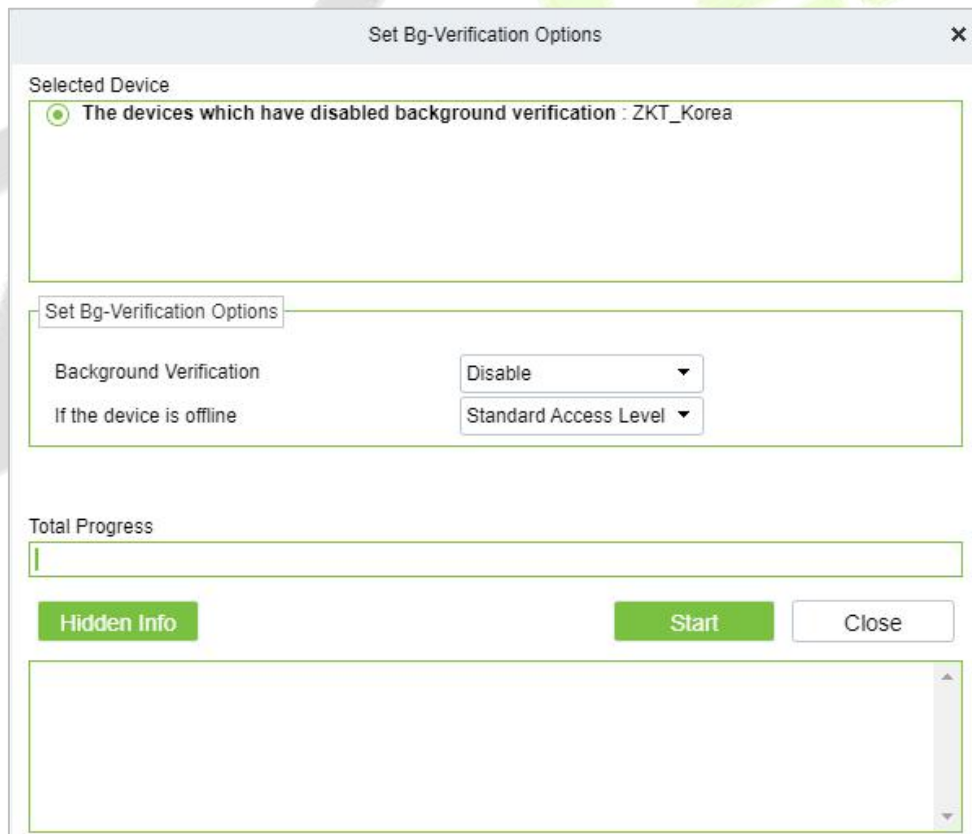 Set Bg-Verification Options
Selected Device
The devices which have disabled background verification : ZKT_Korea
Set Bg-Verification Options
Background Verification Disable
If the device is offline Standard Access Level
Total Progress
Hidden Info Start Close